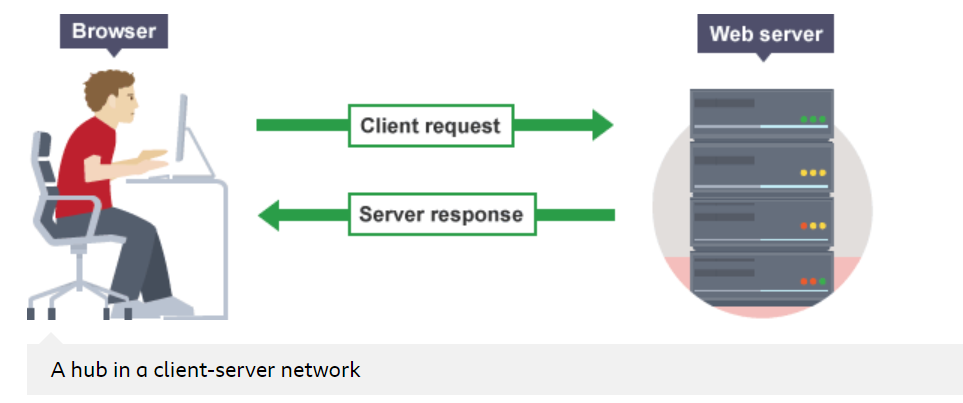 Browser
Web server
Client request
Server response
A hub in a client-server network